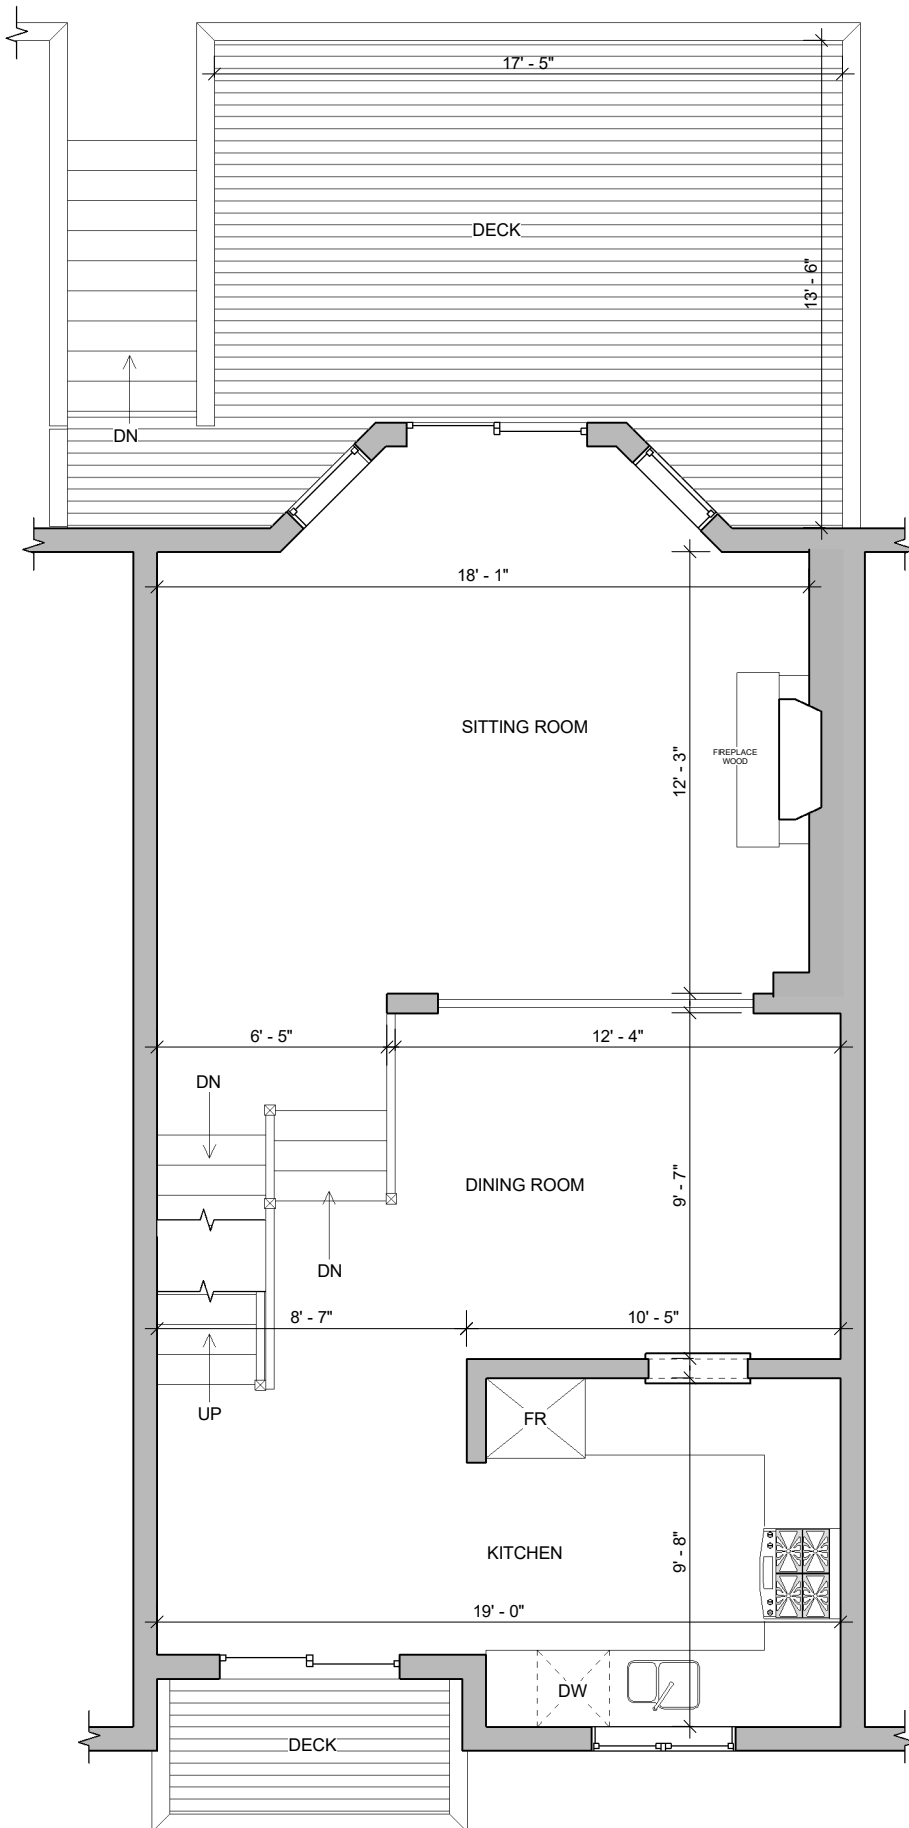 17' - 5"
DECK
13' - 6"
DN
18' - 1"
SITTING ROOM
12' - 3"
FIREPLACE
WOOD
6' - 5"
12' - 4"
DN
9' - 7"
DINING ROOM
DN
8' - 7"
10' - 5"
UP
FR
KITCHEN
9' - 8"
19' - 0"
DW
DECK